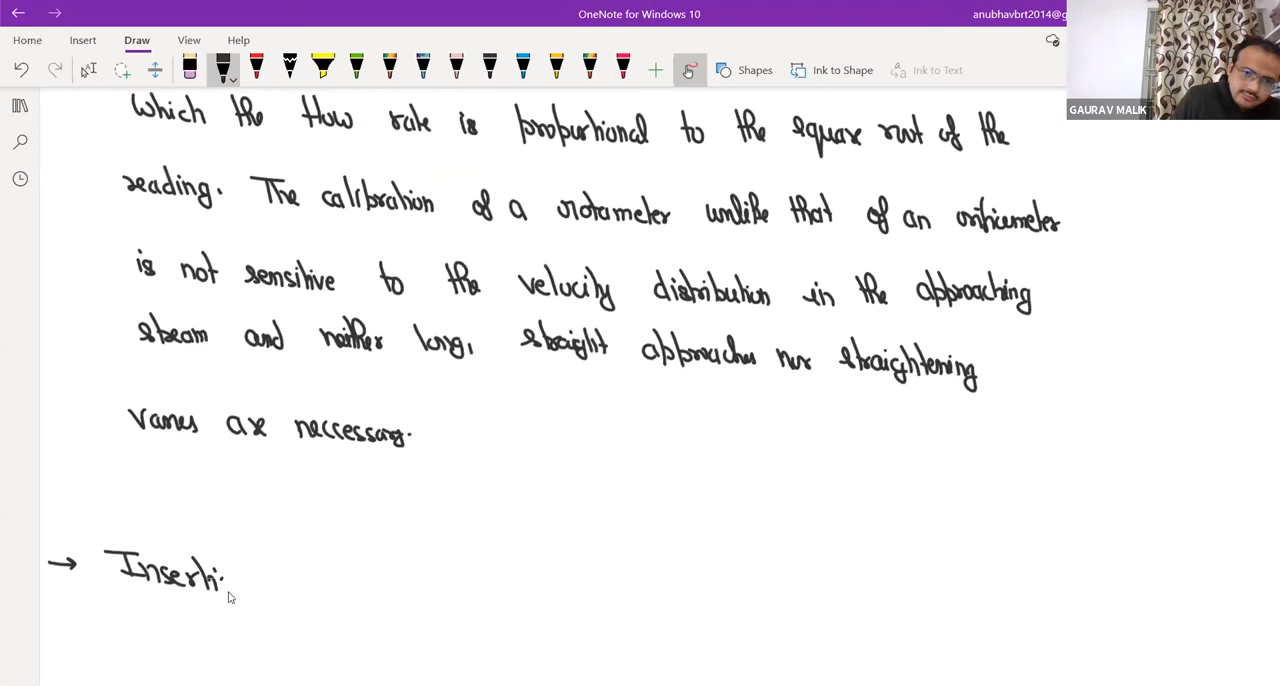 OneNote for Windows 10
anubhavbrt2014@g
Home Insert Draw View Help
Ink to Shape
Shapes
Ink to Text
GAURAV MALIK
which the flow rate is proportional to the square root of the
reading. The calibration of a rotameter unlike that of an orificemeter
is not sensitive to the velocity distribution in the approaching
stream and neither long, straight approaches nor straightening
vanes are neccessary.
→ Inserti